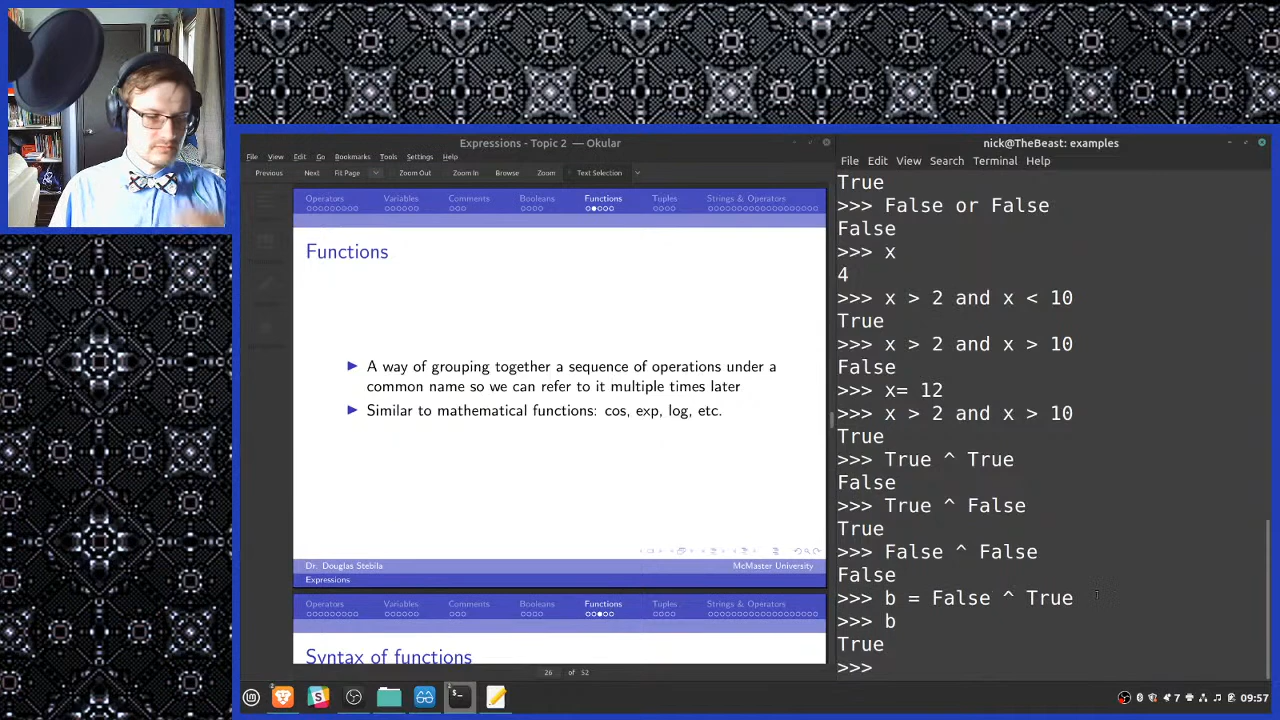 Expressions - Topic 2 — Okular
File View Edit Go Bookmarks Tools Settings Help
Previous Next Fit Page Zoom Out Zoom In Browse Zoom Text Selection
Operators Variables Comments Booleans Functions Tuples Strings & Operators
Functions
A way of grouping together a sequence of operations under a
common name so we can refer to it multiple times later
Similar to mathematical functions: cos, exp, log, etc.
Dr. Douglas Stebila McMaster University
Expressions
Operators Variables Comments Booleans Functions Tuples Strings & Operators
Syntax of functions
26 of 52
nick@TheBeast: examples
File Edit View Search Terminal Help
True
>>> False or False
False
>>> x
4
>>> x > 2 and x < 10
True
>>> x > 2 and x > 10
False
>>> x= 12
>>> x > 2 and x > 10
True
>>> True ^ True
False
>>> True ^ False
True
>>> False ^ False
False
>>> b = False ^ True
>>> b
True
>>>
7 09:57